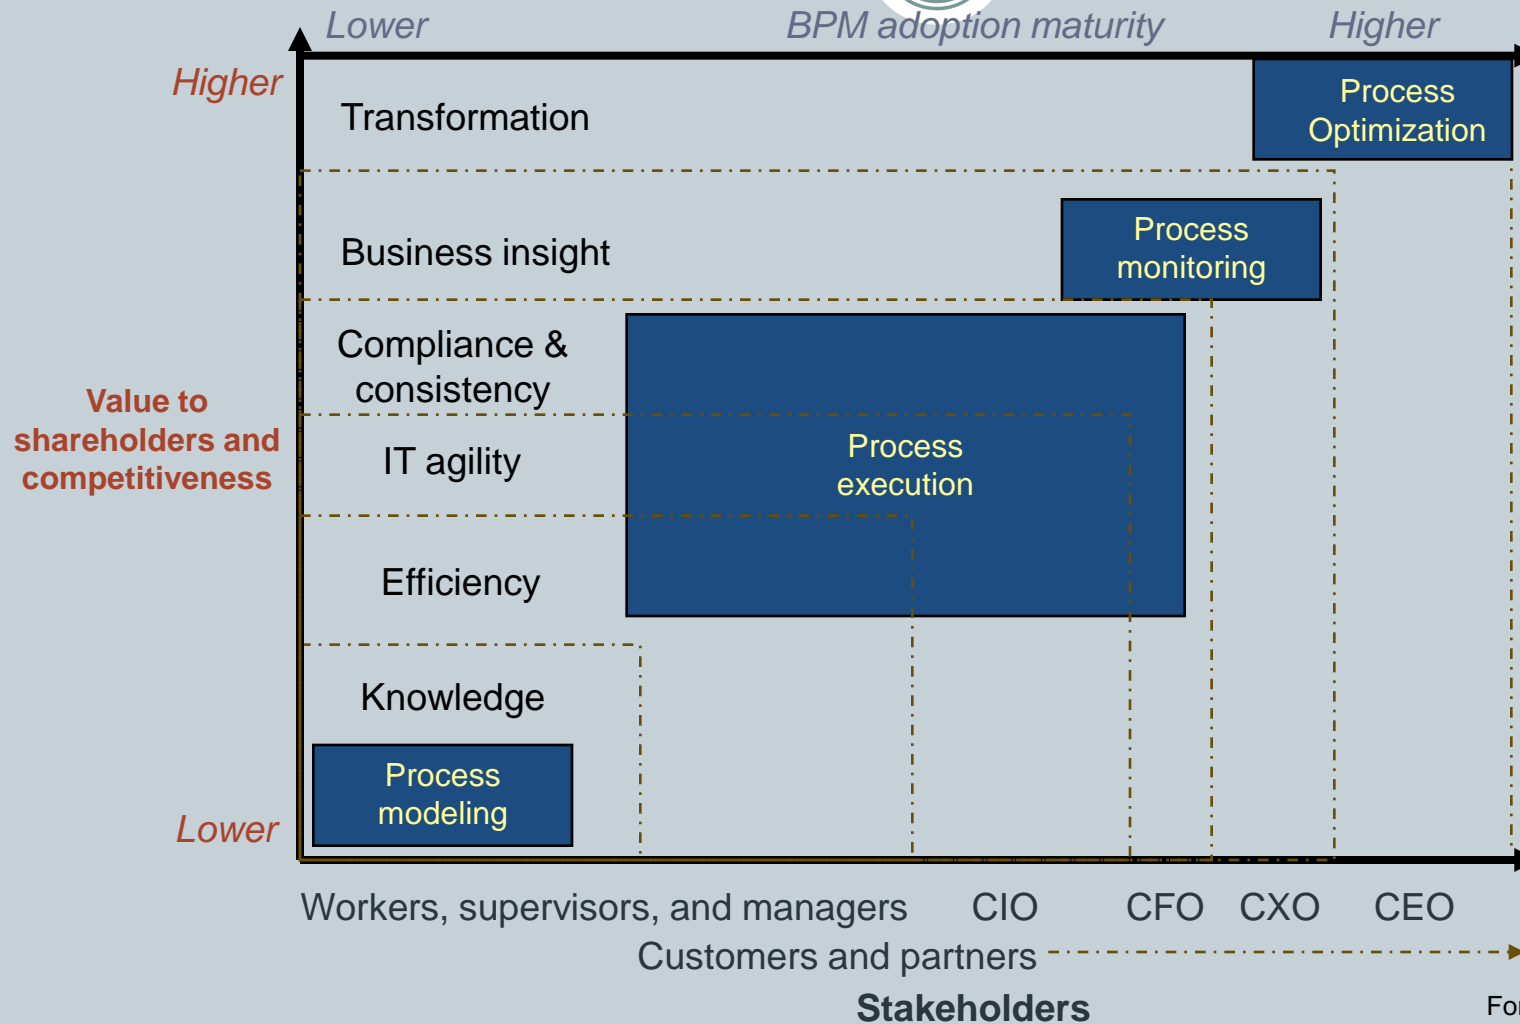 Lower
BPM adoption maturity
Higher
Higher
Transformation
Process
Optimization
Business insight
Process
monitoring
Compliance &
consistency
Value to
shareholders and
competitiveness
IT agility
Process
execution
Efficiency
Knowledge
Process
modeling
Lower
Workers, supervisors, and managers
CIO
CFO
CXO
CEO
Customers and partners
Stakeholders